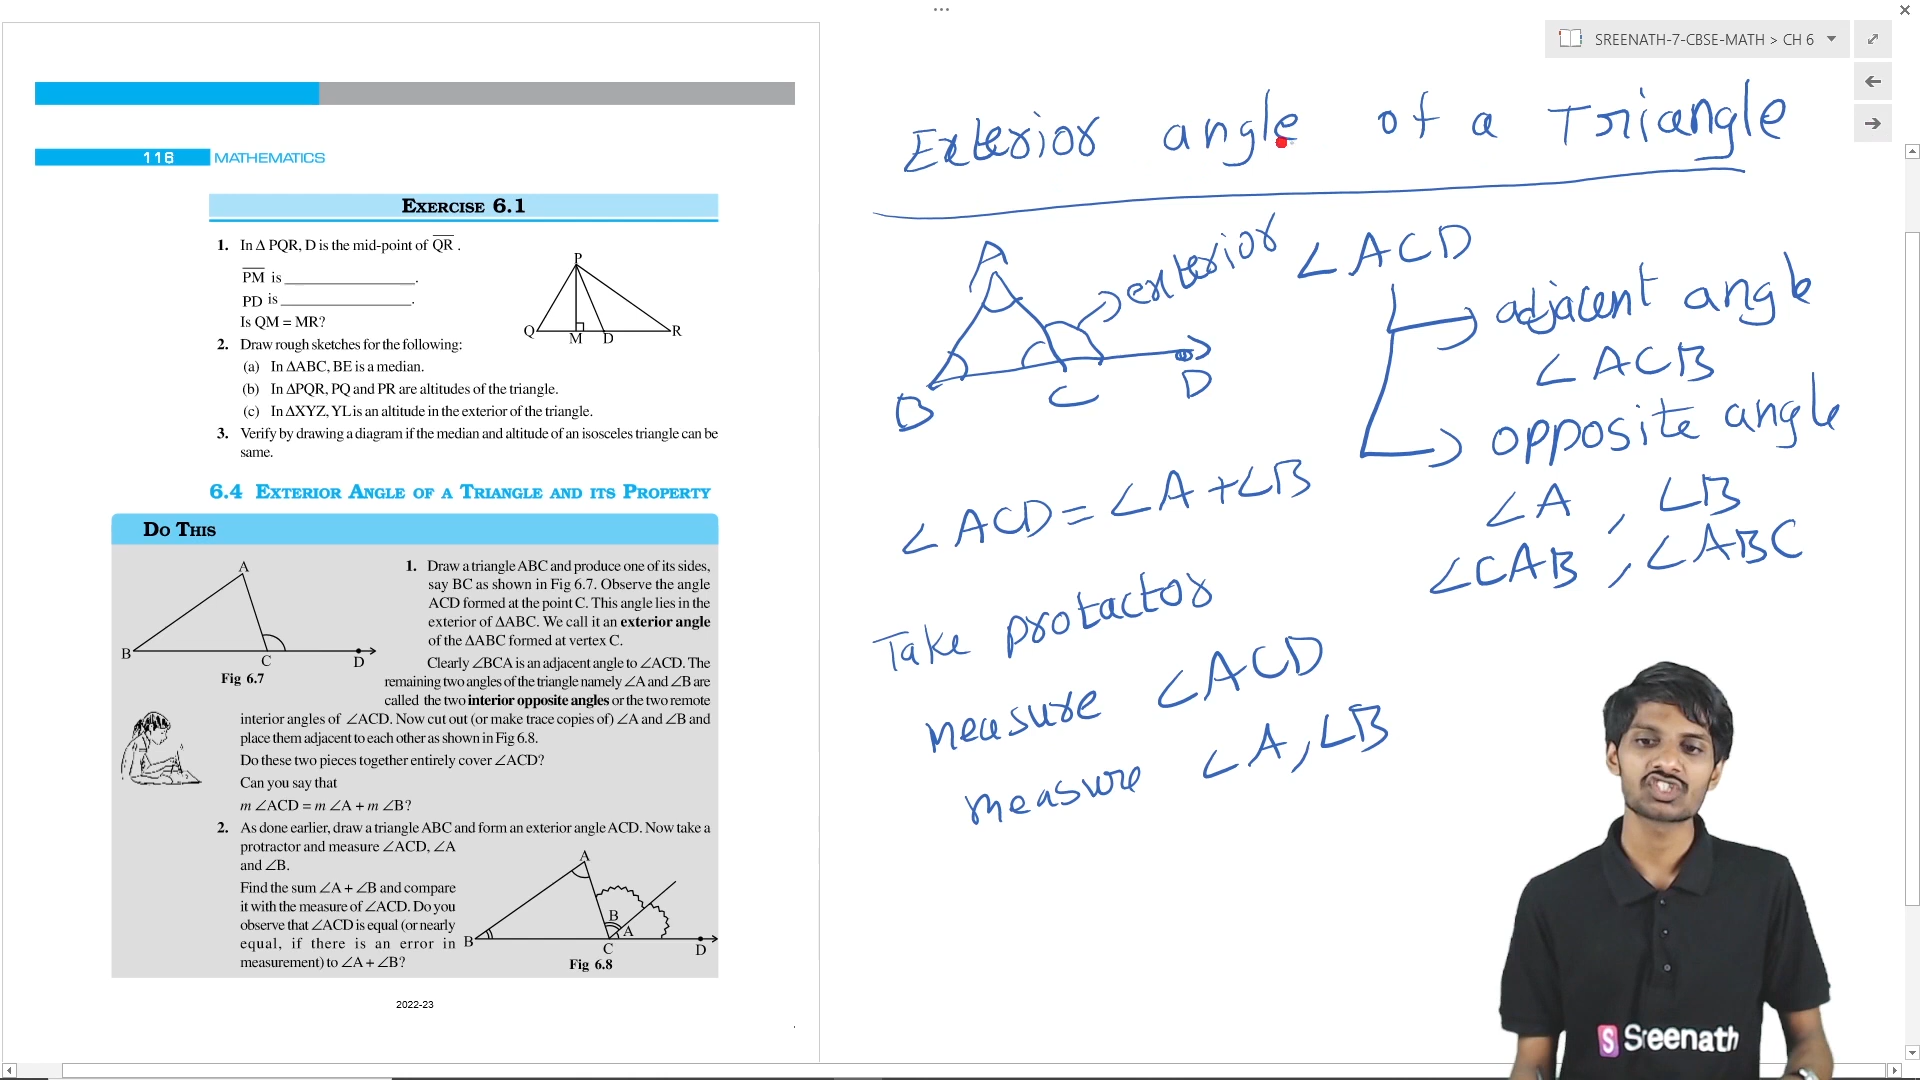 SREENATH-7-CBSE-MATH > CH 6
116 MATHEMATICS
EXERCISE 6.1
1. In Δ PQR, D is the mid-point of QR .
PM is ________________.
PD is ________________.
Is QM = MR?
P
Q
M
D
R
2. Draw rough sketches for the following:
(a) In ΔABC, BE is a median.
(b) In ΔPQR, PQ and PR are altitudes of the triangle.
(c) In ΔXYZ, YL is an altitude in the exterior of the triangle.
3. Verify by drawing a diagram if the median and altitude of an isosceles triangle can be
same.
6.4 EXTERIOR ANGLE OF A TRIANGLE AND ITS PROPERTY
DO THIS
A
B
C
D
Fig 6.7
1. Draw a triangle ABC and produce one of its sides,
say BC as shown in Fig 6.7. Observe the angle
ACD formed at the point C. This angle lies in the
exterior of ΔABC. We call it an exterior angle
of the ΔABC formed at vertex C.
Clearly ∠BCA is an adjacent angle to ∠ACD. The
remaining two angles of the triangle namely ∠A and ∠B are
called the two interior opposite angles or the two remote
interior angles of ∠ACD. Now cut out (or make trace copies of) ∠A and ∠B and
place them adjacent to each other as shown in Fig 6.8.
Do these two pieces together entirely cover ∠ACD?
Can you say that
m ∠ACD = m ∠A + m ∠B?
2. As done earlier, draw a triangle ABC and form an exterior angle ACD. Now take a
protractor and measure ∠ACD, ∠A
and ∠B.
Find the sum ∠A + ∠B and compare
it with the measure of ∠ACD. Do you
observe that ∠ACD is equal (or nearly
equal, if there is an error in
measurement) to ∠A + ∠B?
A
B
A
B
C
D
Fig 6.8
2022-23
Exterior angle of a Triangle
A
B
C
D
exterior ∠ACD
adjacent angle
∠ACB
opposite angle
∠A , ∠B
∠CAB , ∠ABC
∠ACD = ∠A + ∠B
Take protactor
measure ∠ACD
measure ∠A, ∠B
S Sreenath